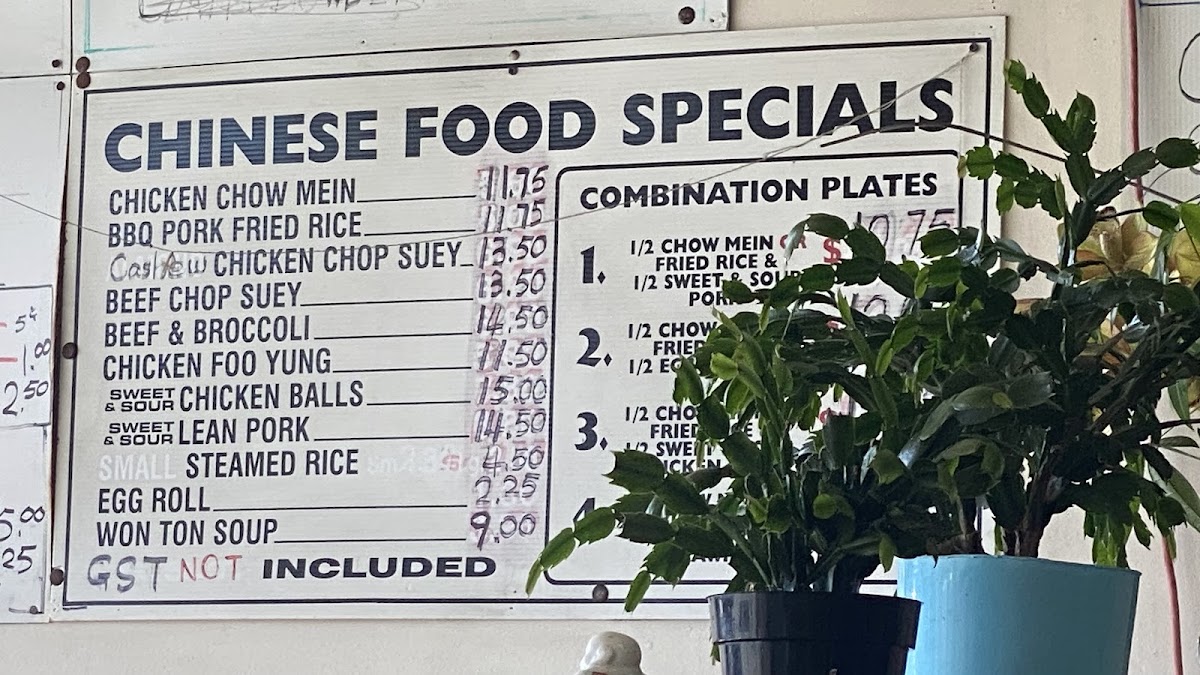 CHINESE FOOD SPECIALS
CHICKEN CHOW MEIN 11.75
BBQ PORK FRIED RICE 11.75
Cashew CHICKEN CHOP SUEY 13.50
BEEF CHOP SUEY 13.50
BEEF & BROCCOLI 14.50
CHICKEN FOO YUNG 11.50
SWEET & SOUR CHICKEN BALLS 15.00
SWEET & SOUR LEAN PORK 14.50
SMALL STEAMED RICE 4.50
EGG ROLL 2.25
WON TON SOUP 9.00
GST NOT INCLUDED
COMBINATION PLATES
1. 1/2 CHOW MEIN OR $ 10.75
FRIED RICE &
1/2 SWEET & SOUR
PORK
2. 1/2 CHOW
FRIED
1/2
3. 1/2 CHOW
FRIED
1/2 SWEET
CHICKEN
5¢
1.00
2.50
5.00
25